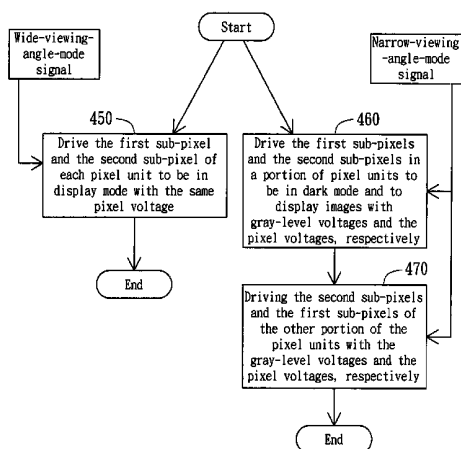 Start
Wide-viewing-
angle-mode
signal
Narrow-viewing
-angle-mode
signal
450
Drive the first sub-pixel
and the second sub-pixel of
each pixel unit to be in
display mode with the same
pixel voltage
End
460
Drive the first sub-pixels
and the second sub-pixels in
a portion of pixel units to
be in dark mode and to
display images with
gray-level voltages and the
pixel voltages, respectively
470
Driving the second sub-pixels
and the first sub-pixels of
the other portion of the
pixel units with the
gray-level voltages and the
pixel voltages, respectively
End